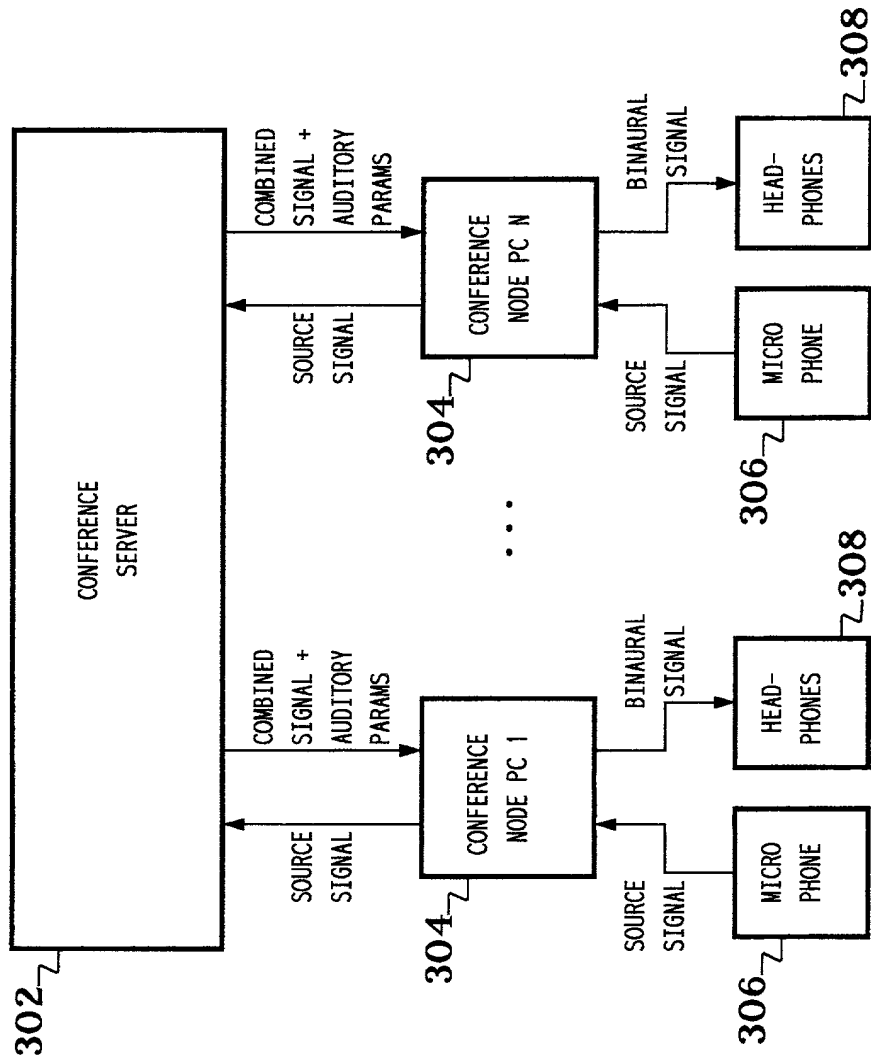 302
CONFERENCE
SERVER
SOURCE
SIGNAL
COMBINED
SIGNAL +
AUDITORY
PARAMS
SOURCE
SIGNAL
COMBINED
SIGNAL +
AUDITORY
PARAMS
304
CONFERENCE
NODE PC 1
...
304
CONFERENCE
NODE PC N
SOURCE
SIGNAL
BINAURAL
SIGNAL
SOURCE
SIGNAL
BINAURAL
SIGNAL
306
MICRO
PHONE
HEAD-
PHONES
308
306
MICRO
PHONE
HEAD-
PHONES
308